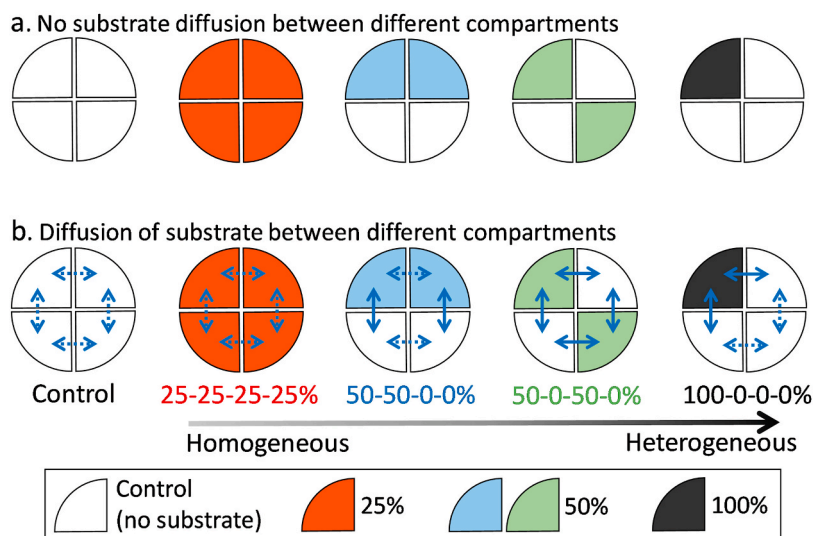 a. No substrate diffusion between different compartments
b. Diffusion of substrate between different compartments
Control
25-25-25-25%
50-50-0-0%
50-0-50-0%
100-0-0-0%
Homogeneous
Heterogeneous
Control
(no substrate)
25%
50%
100%